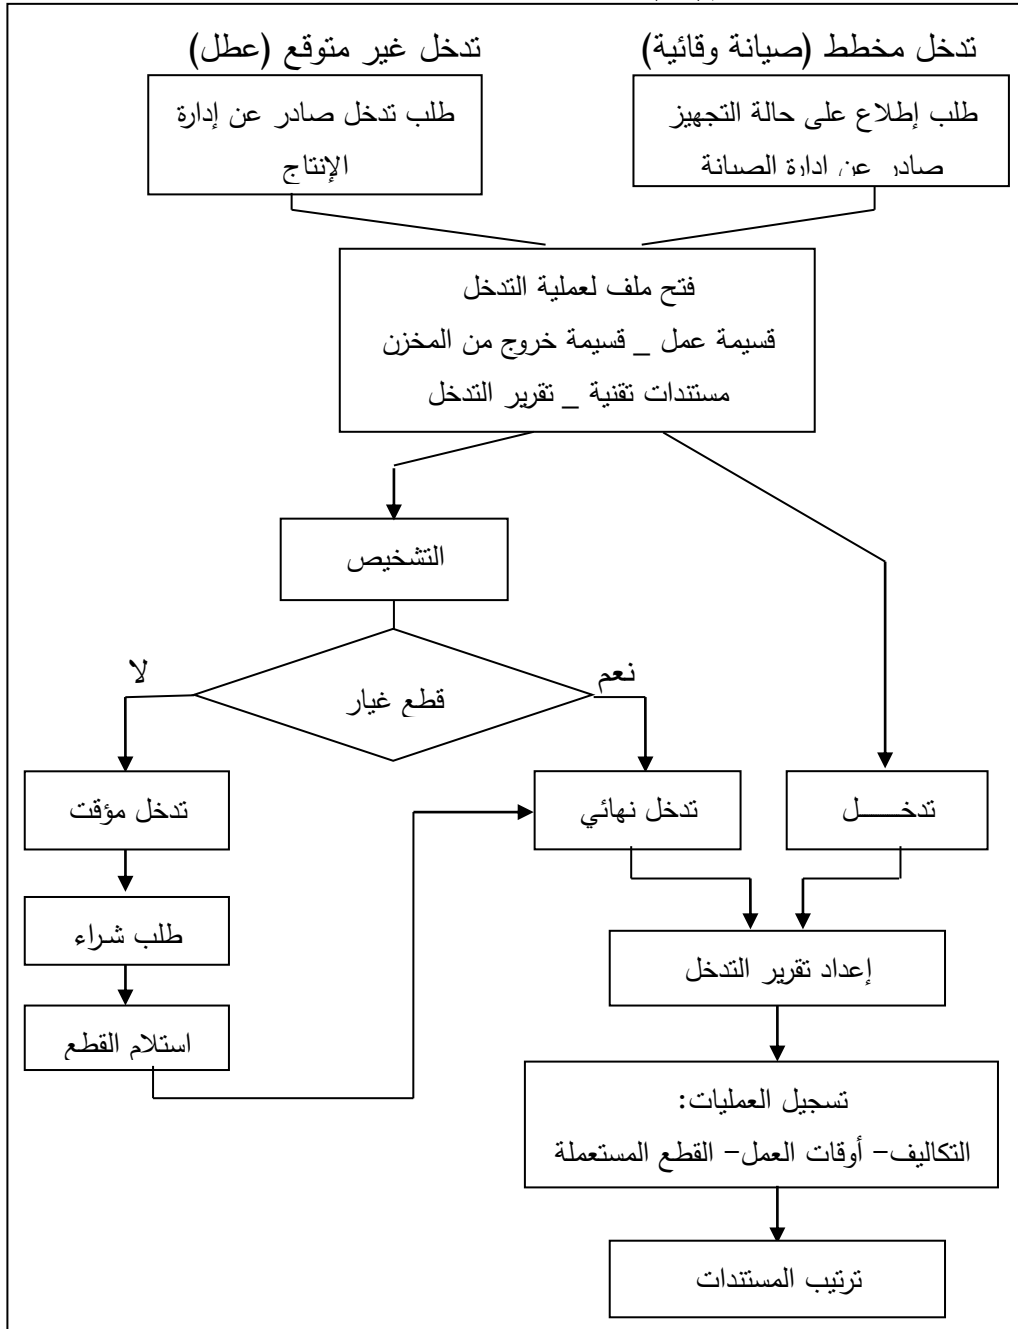 تدخل مخطط (صيانة وقائية)
تدخل غير متوقع (عطل)
طلب إطلاع على حالة التجهيز
صادر عن ادارة الصيانة
طلب تدخل صادر عن إدارة
الإنتاج
فتح ملف لعملية التدخل
قسيمة عمل _ قسيمة خروج من المخزن
مستندات تقنية _ تقرير التدخل
التشخيص
قطع غيار
نعم
لا
تدخـــــل
تدخل نهائي
تدخل مؤقت
طلب شراء
استلام القطع
إعداد تقرير التدخل
تسجيل العمليات:
التكاليف– أوقات العمل– القطع المستعملة
ترتيب المستندات